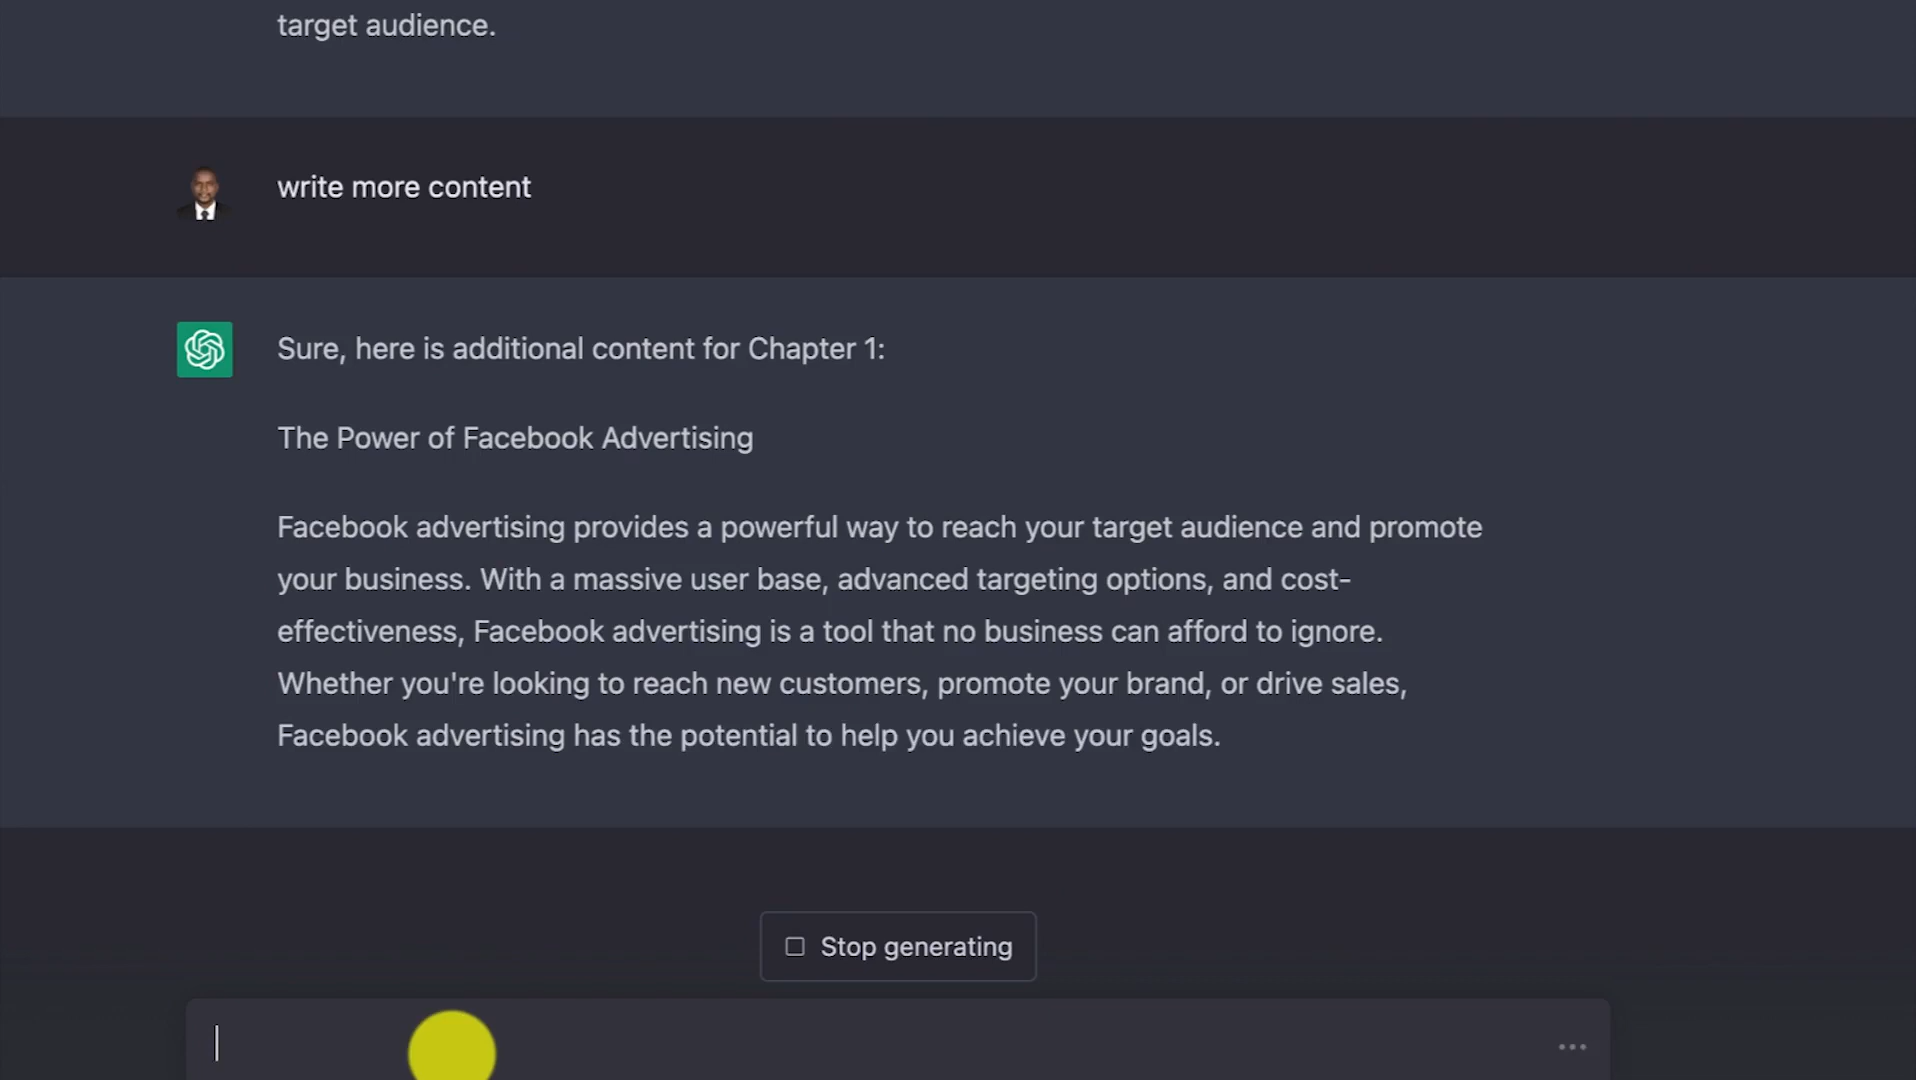 target audience.
write more content
Sure, here is additional content for Chapter 1:
The Power of Facebook Advertising
Facebook advertising provides a powerful way to reach your target audience and promote
your business. With a massive user base, advanced targeting options, and cost-
effectiveness, Facebook advertising is a tool that no business can afford to ignore.
Whether you're looking to reach new customers, promote your brand, or drive sales,
Facebook advertising has the potential to help you achieve your goals.
Stop generating